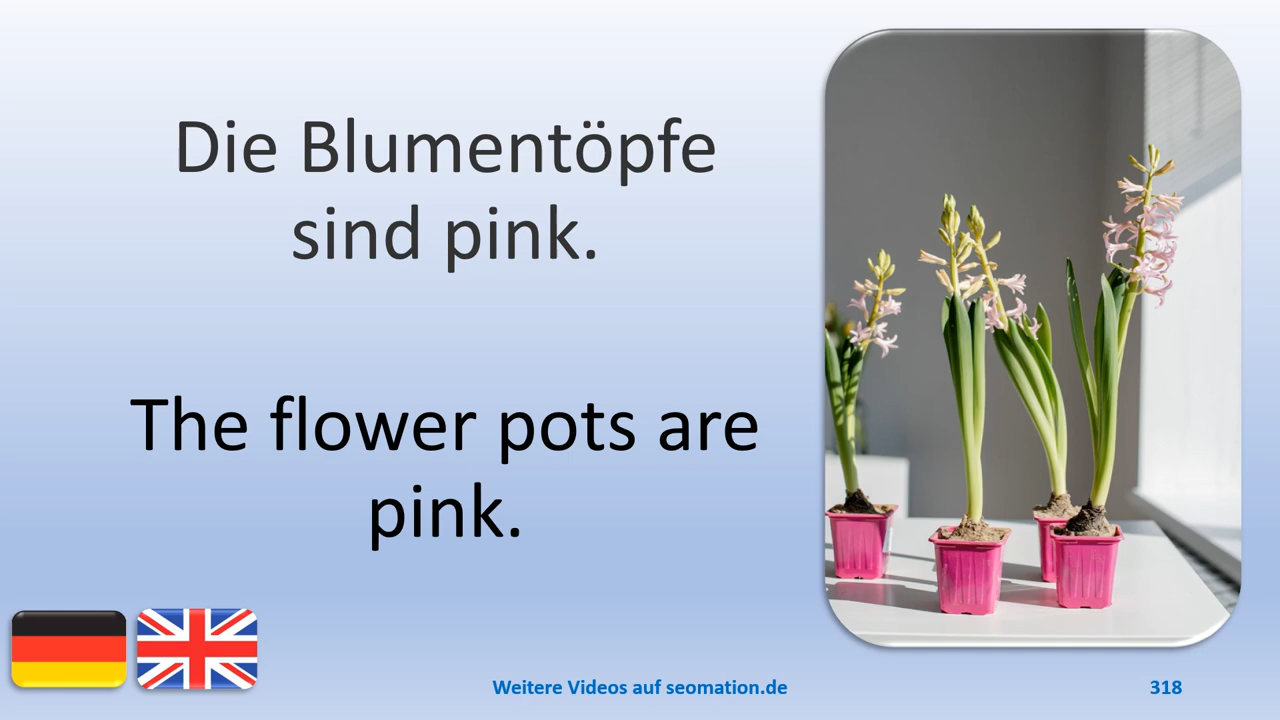 Die Blumentöpfe
sind pink.
The flower pots are
pink.
Weitere Videos auf seomation.de
318